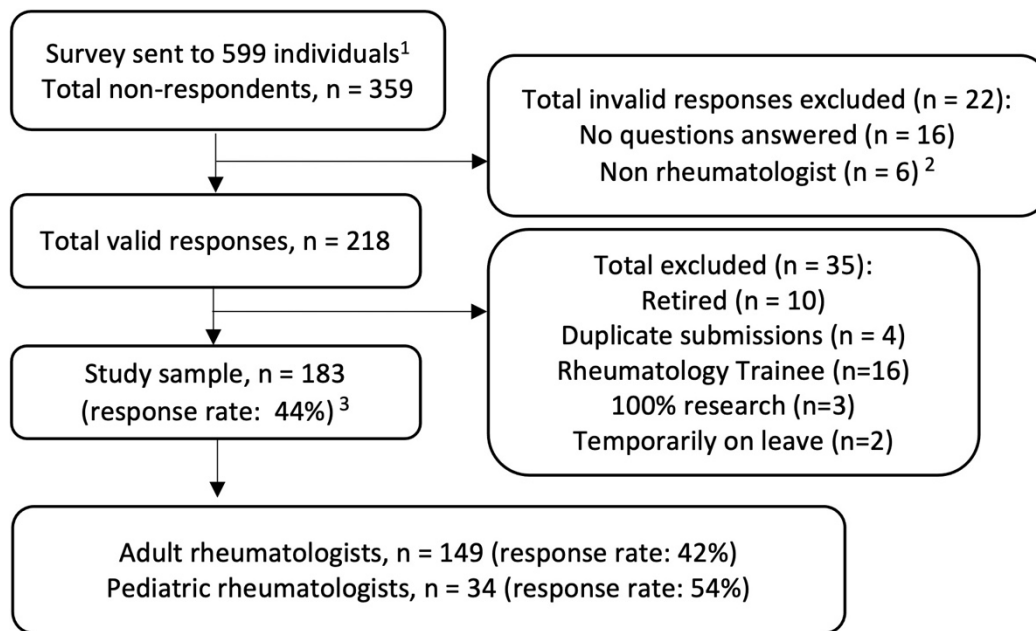 Survey sent to 599 individuals¹
Total non-respondents, n = 359
Total invalid responses excluded (n = 22):
No questions answered (n = 16)
Non rheumatologist (n = 6) ²
Total valid responses, n = 218
Total excluded (n = 35):
Retired (n = 10)
Duplicate submissions (n = 4)
Rheumatology Trainee (n=16)
100% research (n=3)
Temporarily on leave (n=2)
Study sample, n = 183
(response rate: 44%) ³
Adult rheumatologists, n = 149 (response rate: 42%)
Pediatric rheumatologists, n = 34 (response rate: 54%)